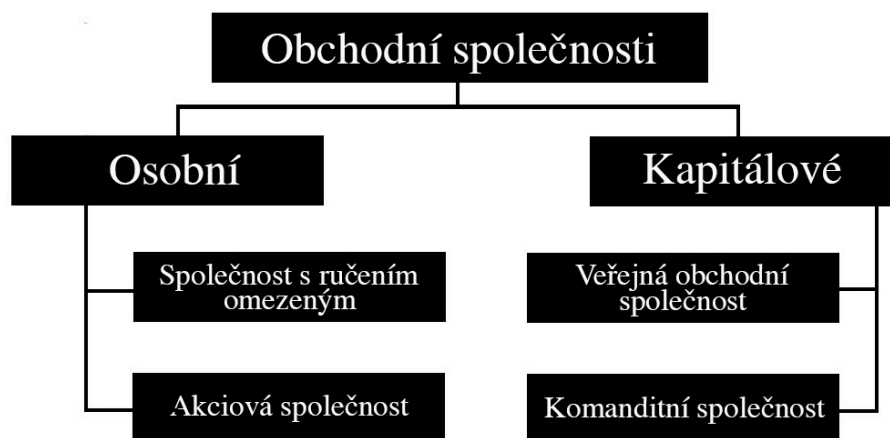 Obchodní společnosti
Osobní
Kapitálové
Společnost s ručením
omezeným
Veřejná obchodní
společnost
Akciová společnost
Komanditní společnost